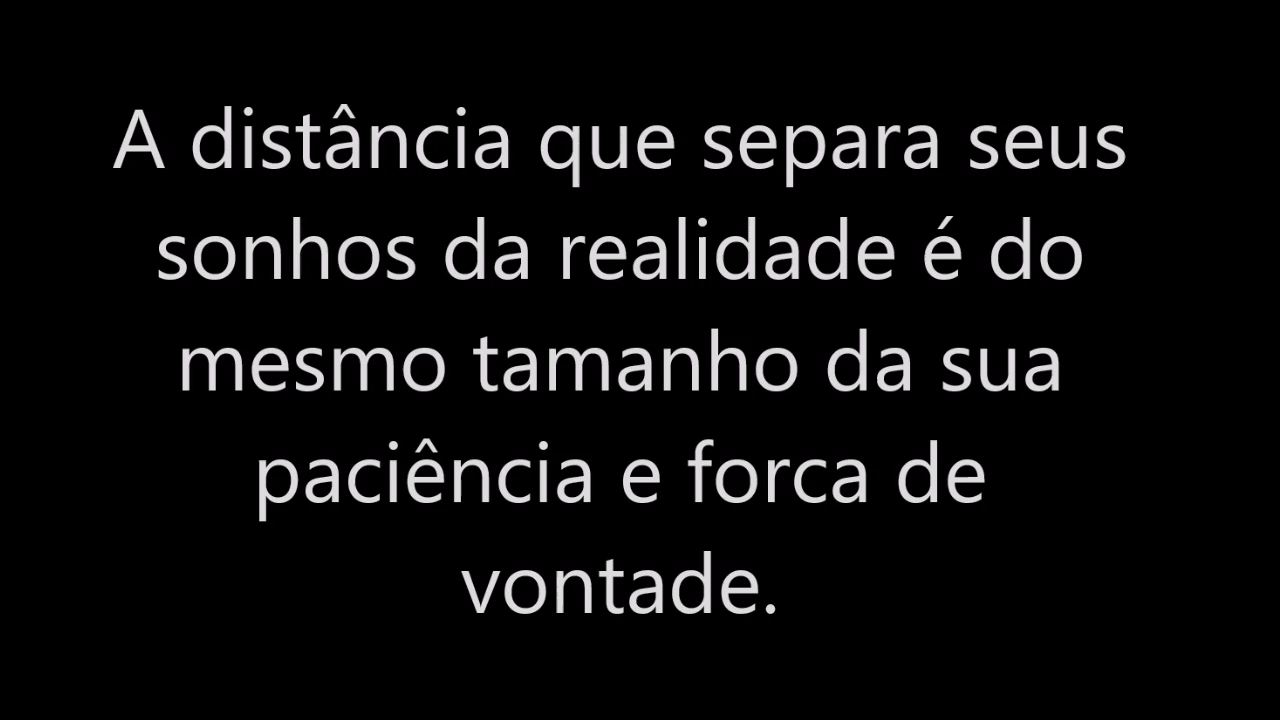 A distância que separa seus
sonhos da realidade é do
mesmo tamanho da sua
paciência e forca de
vontade.